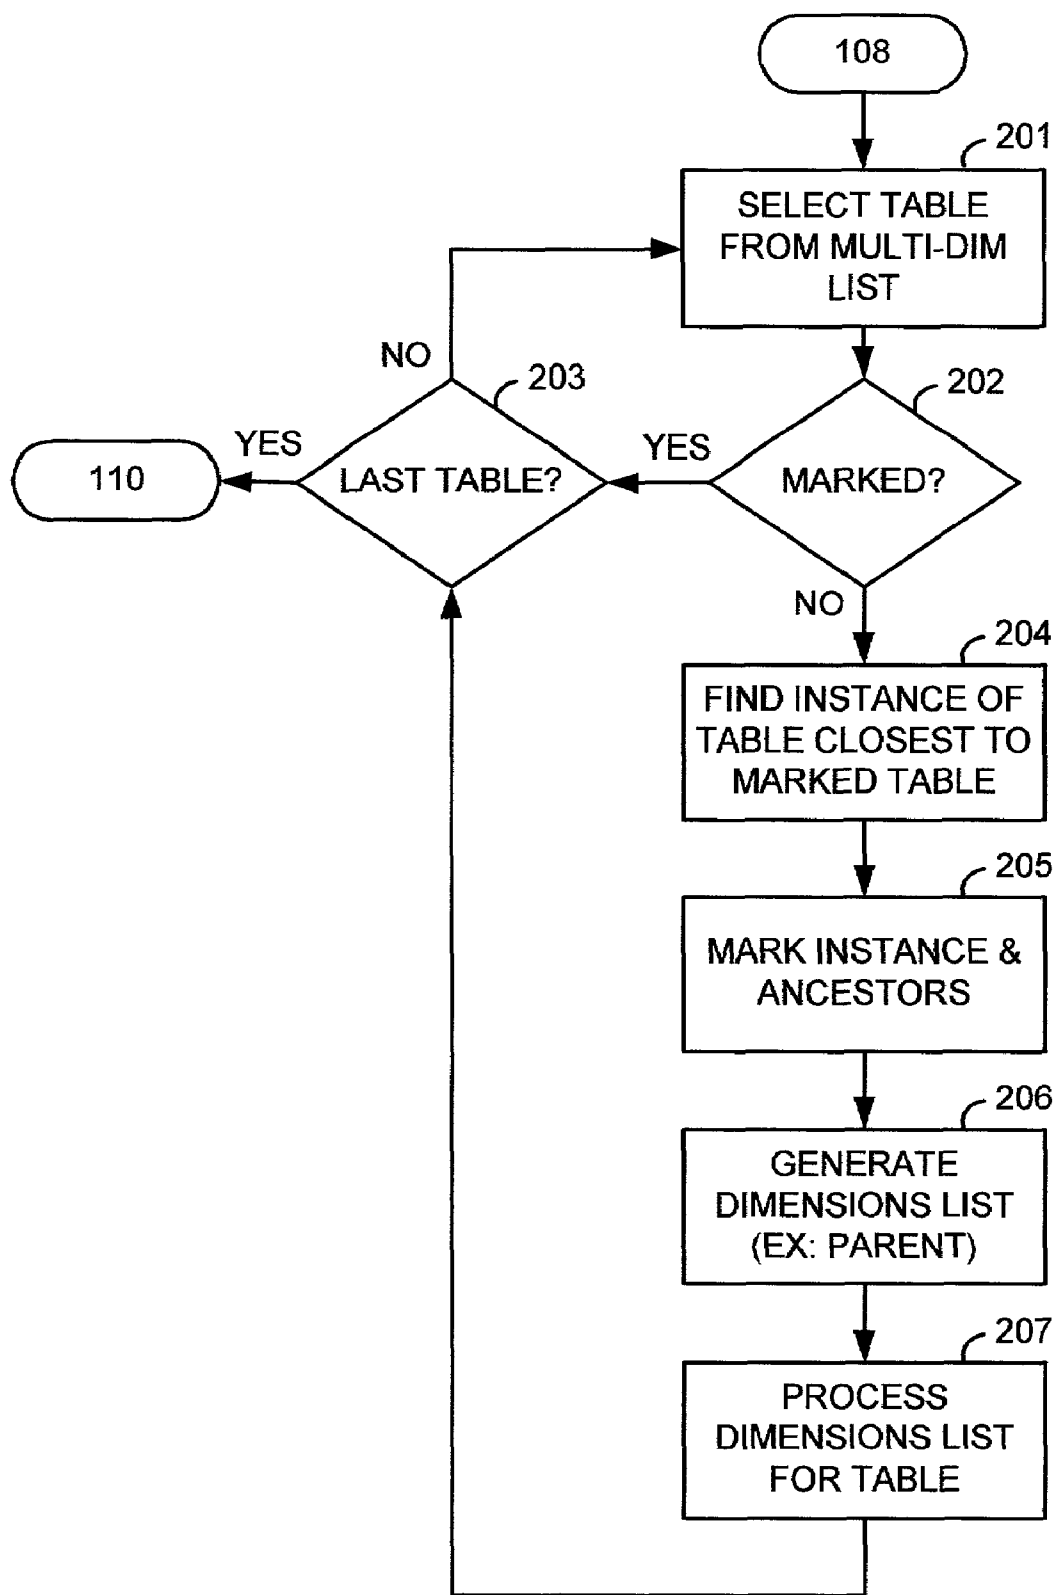 108
201
SELECT TABLE
FROM MULTI-DIM
LIST
NO
203
202
YES
YES
110
LAST TABLE?
MARKED?
NO
204
FIND INSTANCE OF
TABLE CLOSEST TO
MARKED TABLE
205
MARK INSTANCE &
ANCESTORS
206
GENERATE
DIMENSIONS LIST
(EX: PARENT)
207
PROCESS
DIMENSIONS LIST
FOR TABLE